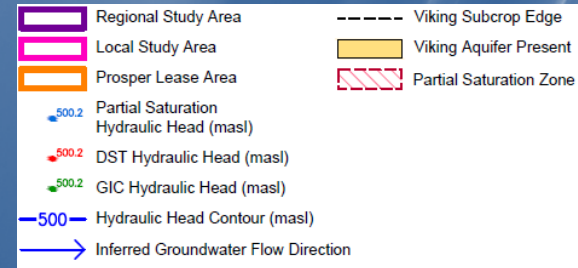 Regional Study Area
Local Study Area
Prosper Lease Area
500.2 Partial Saturation
Hydraulic Head (masl)
500.2 DST Hydraulic Head (masl)
500.2 GIC Hydraulic Head (masl)
500 Hydraulic Head Contour (masl)
Inferred Groundwater Flow Direction
Viking Subcrop Edge
Viking Aquifer Present
Partial Saturation Zone